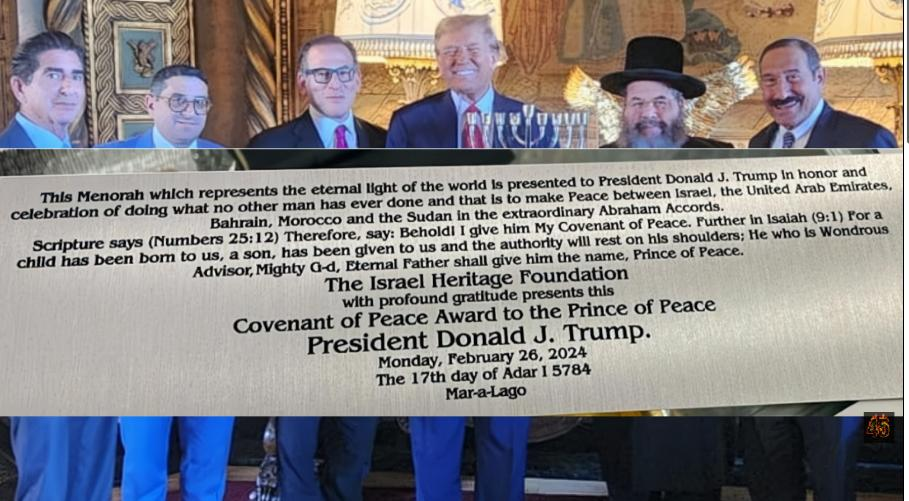 This Menorah which represents the eternal light of the world is presented to President Donald J. Trump in honor and
celebration of doing what no other man has ever done and that is to make Peace between Israel, the United Arab Emirates,
Bahrain, Morocco and the Sudan in the extraordinary Abraham Accords.
Scripture says (Numbers 25:12) Therefore, say: Behold! I give him My Covenant of Peace. Further in Isaiah (9:1) For a
child has been born to us, a son, has been given to us and the authority will rest on his shoulders; He who is Wondrous
Advisor, Mighty G-d, Eternal Father shall give him the name, Prince of Peace.
The Israel Heritage Foundation
with profound gratitude presents this
Covenant of Peace Award to the Prince of Peace
President Donald J. Trump.
Monday, February 26, 2024
The 17th day of Adar I 5784
Mar-a-Lago
45